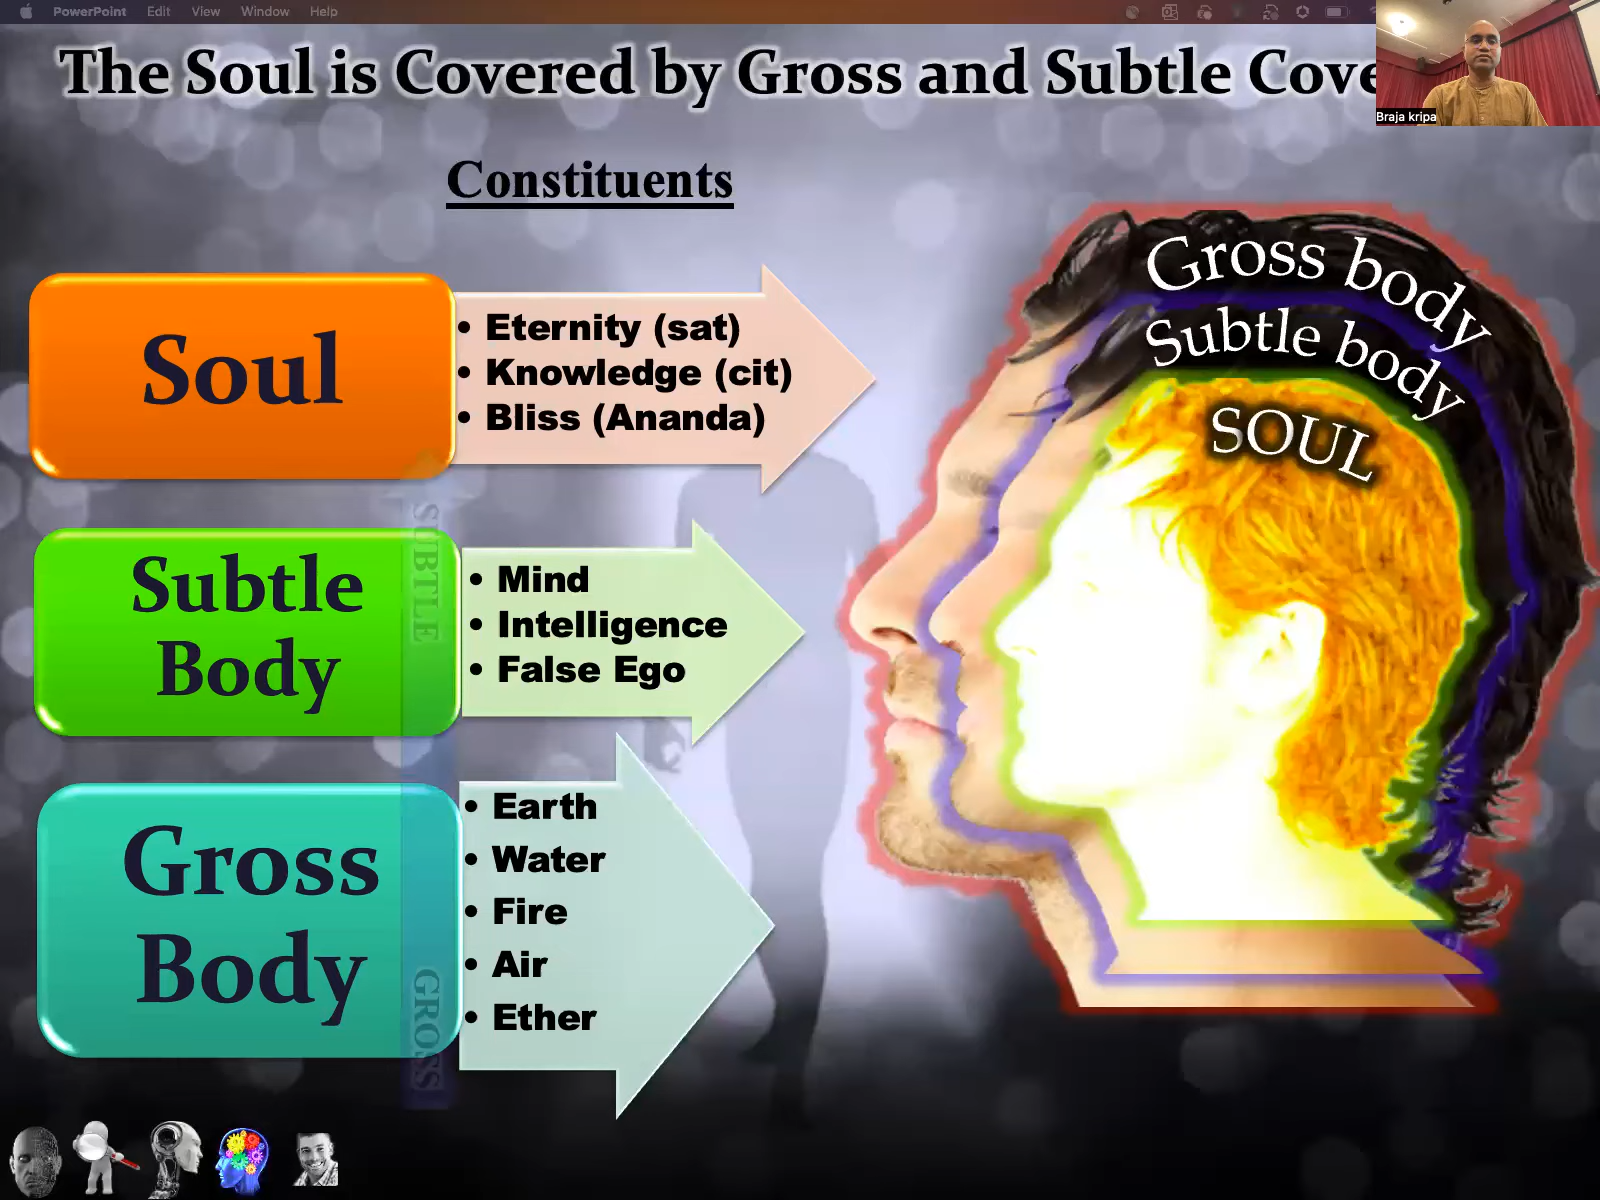 PowerPoint Edit View Window Help
The Soul is Covered by Gross and Subtle Cove
Braja kripa
Constituents
Soul
• Eternity (sat)
• Knowledge (cit)
• Bliss (Ananda)
Subtle
Body
SUBTLE
• Mind
• Intelligence
• False Ego
Gross
Body
GROSS
• Earth
• Water
• Fire
• Air
• Ether
Gross body
Subtle body
SOUL